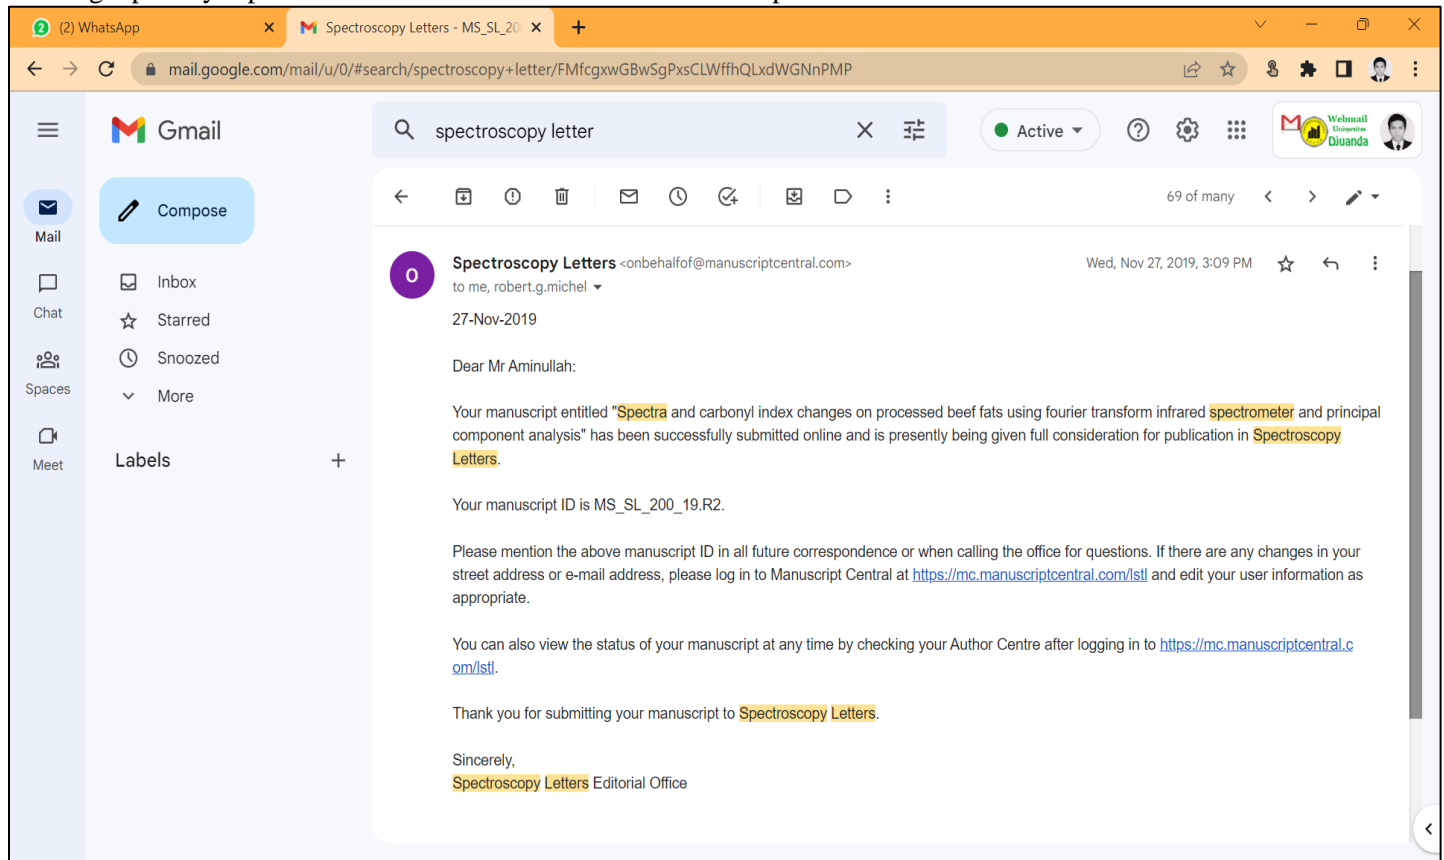 (2) WhatsApp
Spectroscopy Letters - MS_SL_20
mail.google.com/mail/u/0/#search/spectroscopy+letter/FMfcgxwGBwSgPxsCLWffhQLxdWGNnPMP
Gmail
spectroscopy letter
Active
Webmail
Universitas
Djuanda
Compose
69 of many
Mail
Chat
Spaces
Meet
Inbox
Starred
Snoozed
More
Labels
O
Spectroscopy Letters <onbehalfof@manuscriptcentral.com>
Wed, Nov 27, 2019, 3:09 PM
to me, robert.g.michel
27-Nov-2019
Dear Mr Aminullah:
Your manuscript entitled "Spectra and carbonyl index changes on processed beef fats using fourier transform infrared spectrometer and principal
component analysis" has been successfully submitted online and is presently being given full consideration for publication in Spectroscopy
Letters.
Your manuscript ID is MS_SL_200_19.R2.
Please mention the above manuscript ID in all future correspondence or when calling the office for questions. If there are any changes in your
street address or e-mail address, please log in to Manuscript Central at https://mc.manuscriptcentral.com/lstl and edit your user information as
appropriate.
You can also view the status of your manuscript at any time by checking your Author Centre after logging in to https://mc.manuscriptcentral.c
om/lstl.
Thank you for submitting your manuscript to Spectroscopy Letters.
Sincerely,
Spectroscopy Letters Editorial Office